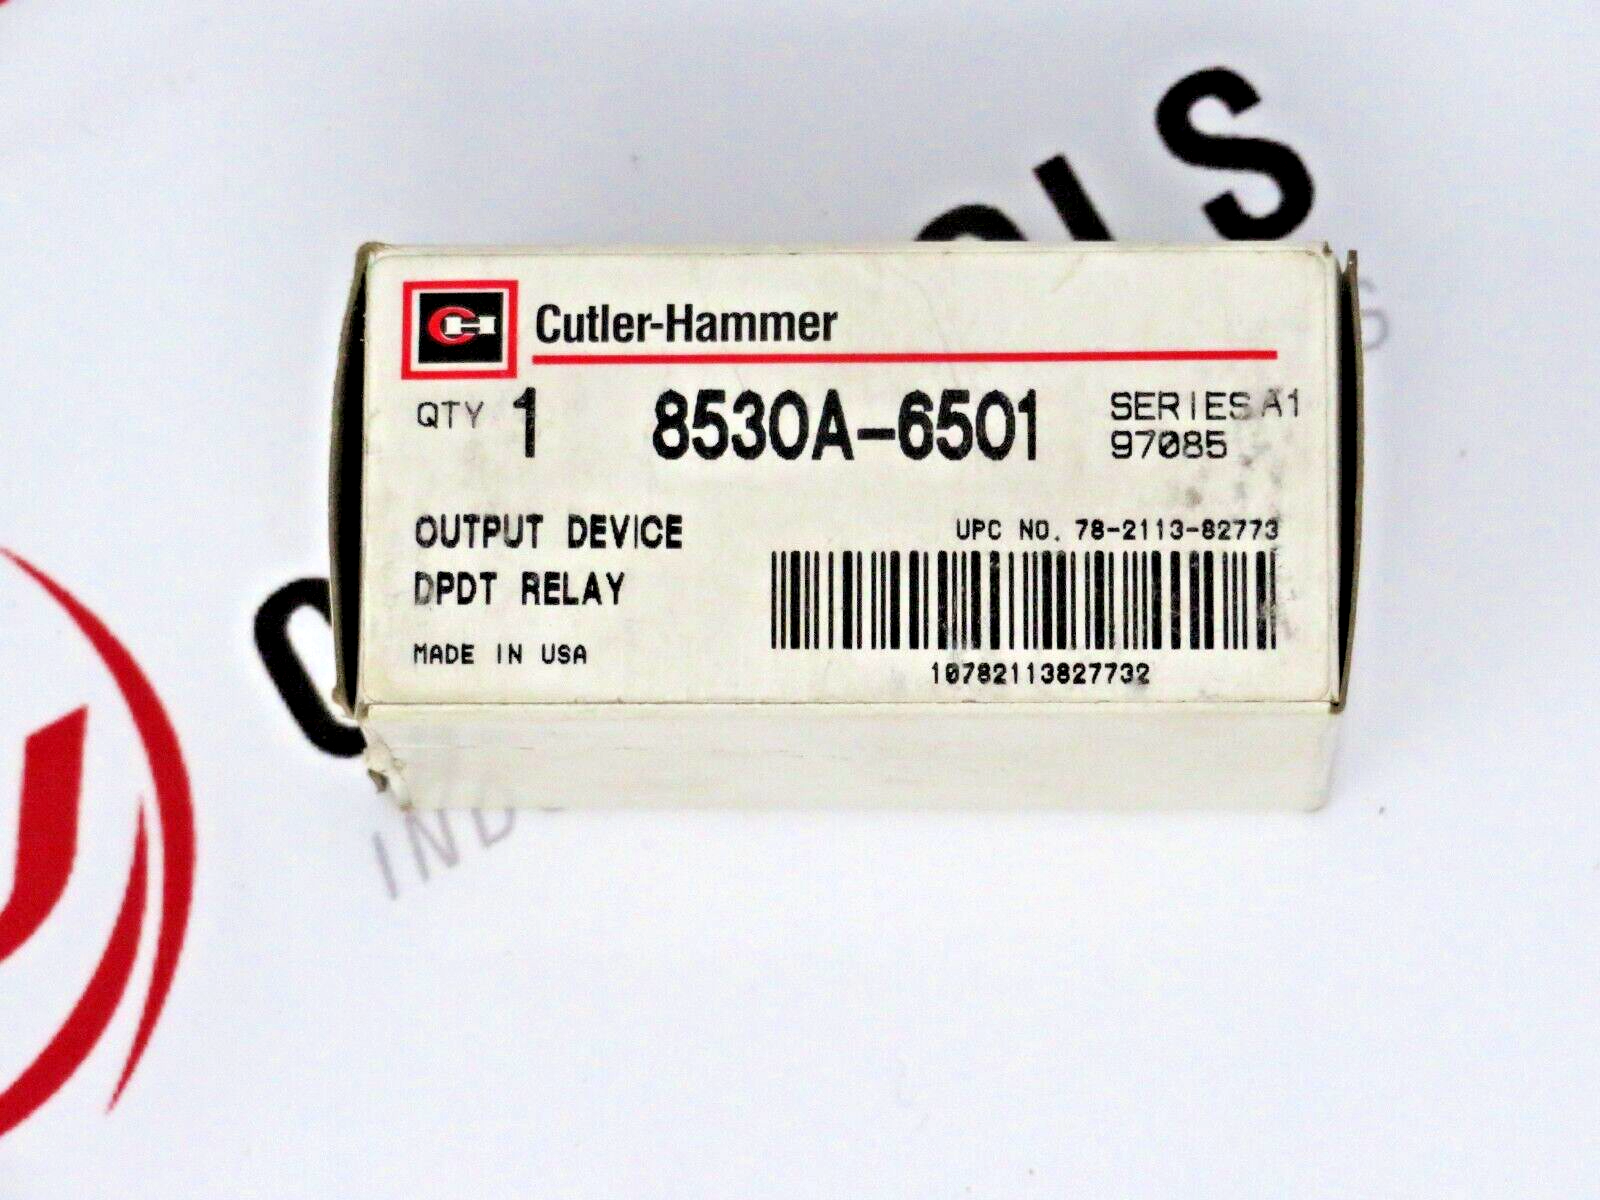 OLS
Cutler-Hammer
QTY 1 8530A-6501 SERIES A1
97085
OUTPUT DEVICE
UPC NO. 78-2113-82773
DPDT RELAY
MADE IN USA
10782113827732